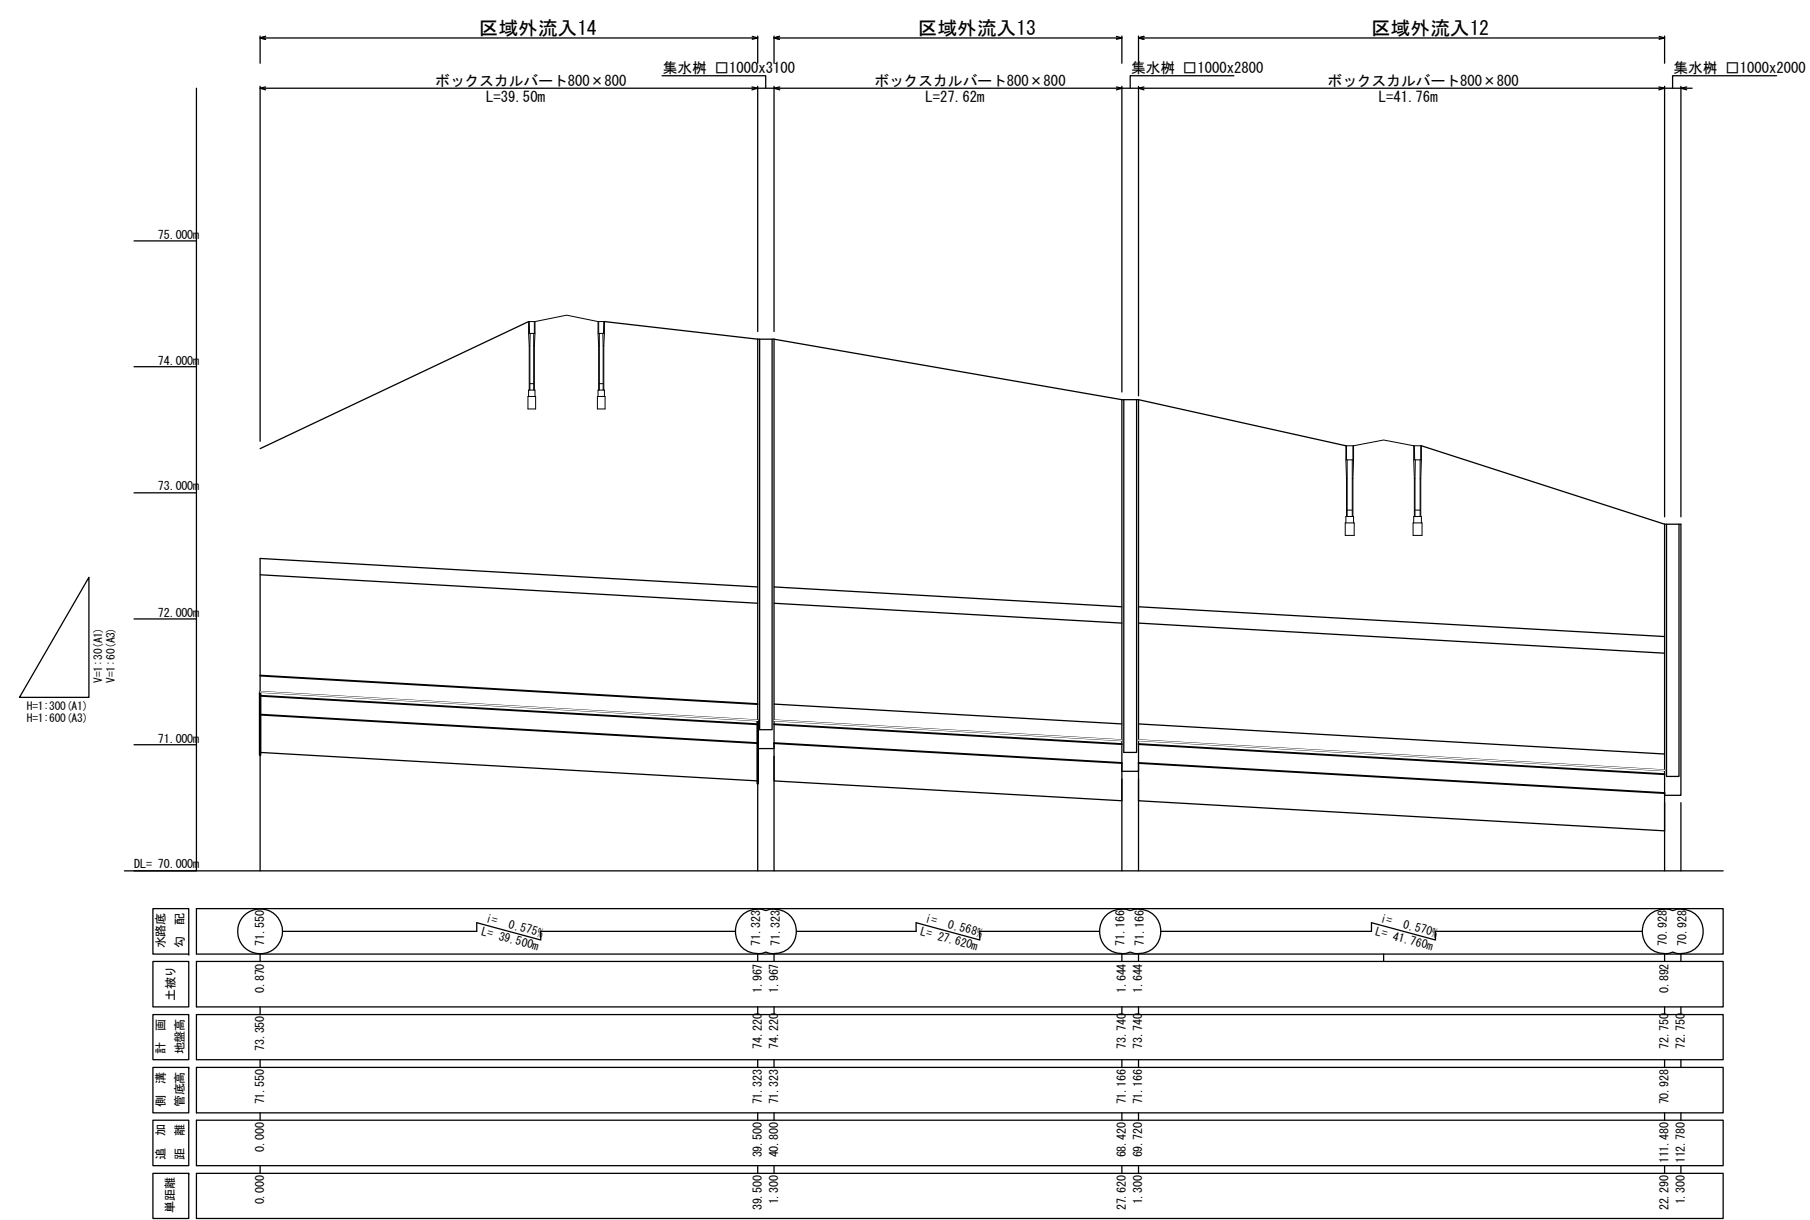 区域外流入14
区域外流入13
区域外流入12
集水桝 □1000x3100
集水桝 □1000x2800
集水桝 □1000x2000
ボックスカルバート800×800
L=39.50m
ボックスカルバート800×800
L=27.62m
ボックスカルバート800×800
L=41.76m
75.000m
74.000m
73.000m
72.000m
71.000m
DL= 70.000m
V=1:30(A1)
V=1:60(A3)
H=1:300(A1)
H=1:600(A3)
水路底
勾 配
71.550
i= 0.575%
L= 39.500m
71.323
71.323
i= 0.568%
L= 27.620m
71.166
71.166
i= 0.570%
L= 41.760m
70.928
70.928
土被り
0.870
1.967
1.967
1.644
1.644
0.892
計 画
地盤高
73.350
74.220
74.220
73.740
73.740
72.750
72.750
側 溝
管底高
71.550
71.323
71.323
71.166
71.166
70.928
追 加
距 離
0.000
39.500
40.800
68.420
69.720
111.480
112.780
単距離
0.000
39.500
1.300
27.620
1.300
22.290
1.300